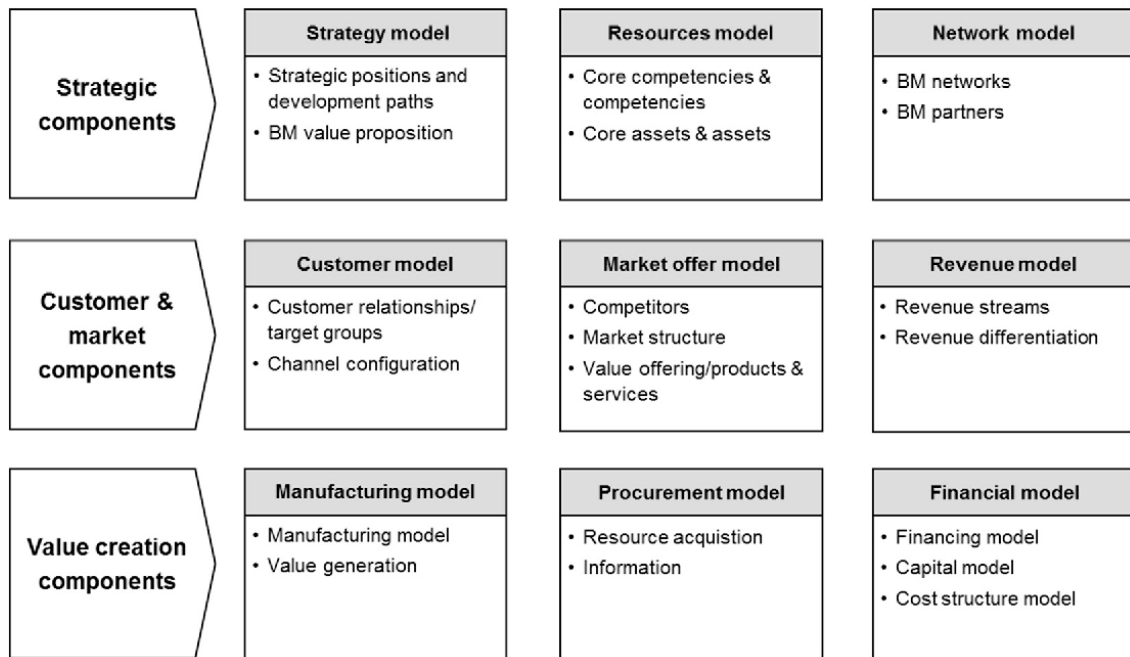 Strategic
components
Strategy model
• Strategic positions and
development paths
• BM value proposition
Resources model
• Core competencies &
competencies
• Core assets & assets
Network model
• BM networks
• BM partners
Customer &
market
components
Customer model
• Customer relationships/
target groups
• Channel configuration
Market offer model
• Competitors
• Market structure
• Value offering/products &
services
Revenue model
• Revenue streams
• Revenue differentiation
Value creation
components
Manufacturing model
• Manufacturing model
• Value generation
Procurement model
• Resource acquistion
• Information
Financial model
• Financing model
• Capital model
• Cost structure model